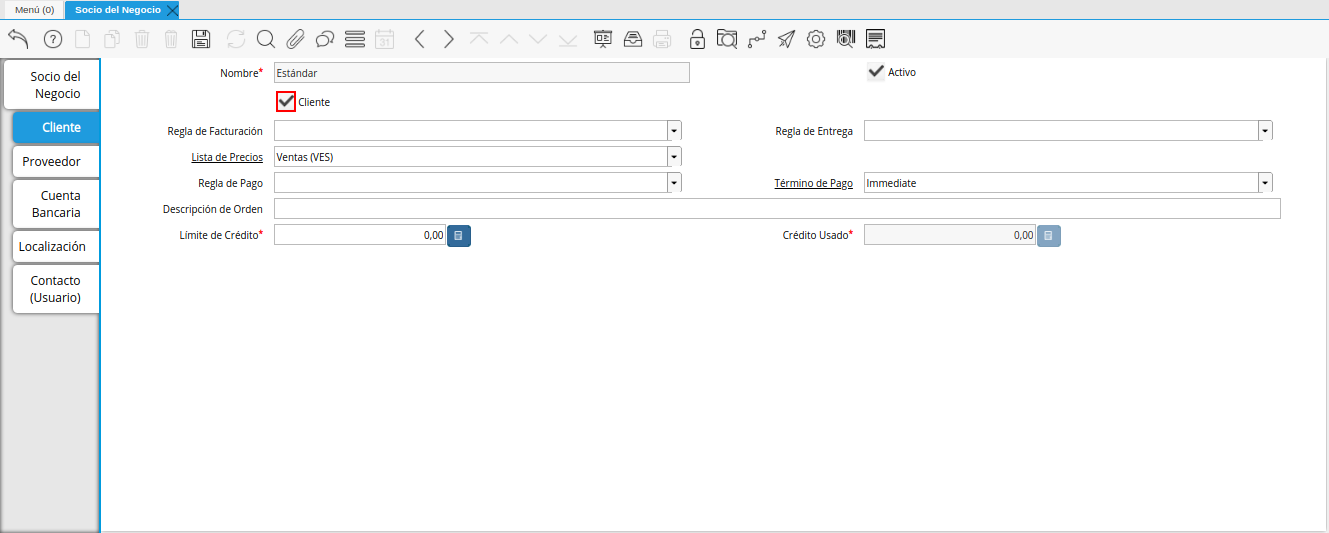 Menú (0)
Socio del Negocio
31
Socio del
Negocio
Cliente
Proveedor
Cuenta
Bancaria
Localización
Contacto
(Usuario)
Nombre*
Estándar
Activo
Cliente
Regla de Facturación
Regla de Entrega
Lista de Precios
Ventas (VES)
Regla de Pago
Término de Pago
Immediate
Descripción de Orden
Límite de Crédito*
0,00
Crédito Usado*
0,00